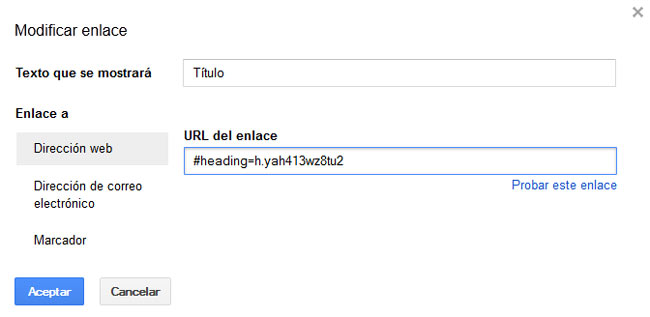 Modificar enlace
Texto que se mostrará
Título
Enlace a
URL del enlace
Dirección web
#heading=h.yah413wz8tu2
Probar este enlace
Dirección de correo
electrónico
Marcador
Aceptar
Cancelar